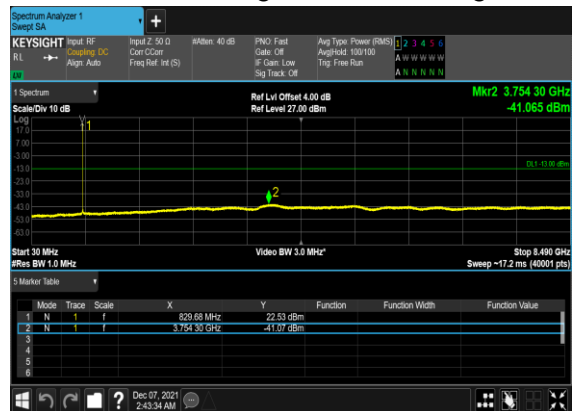 Spectrum Analyzer 1
Swept SA
+
KEYSIGHT Input: RF Input Z: 50 Ω #Atten: 40 dB PNO: Fast Avg Type: Power (RMS) 1 2 3 4 5 6
RL Coupling: DC Corr CCorr Gate: Off Avg|Hold: 100/100 A W W W W W
Align: Auto Freq Ref: Int (S) IF Gain: Low Trig: Free Run
Sig Track: Off A N N N N N
LW
1 Spectrum Ref Lvl Offset 4.00 dB Mkr2 3.754 30 GHz
Scale/Div 10 dB Ref Level 27.00 dBm -41.065 dBm
Log
17.0 1
7.00
-3.00
-13.0 DL1 -13.00 dBm
-23.0
-33.0 2
-43.0
-53.0
-63.0
Start 30 MHz Video BW 3.0 MHz* Stop 8.490 GHz
#Res BW 1.0 MHz Sweep ~17.2 ms (40001 pts)
5 Marker Table
Mode Trace Scale X Y Function Function Width Function Value
1 N 1 f 829.68 MHz 22.53 dBm
2 N 1 f 3.754 30 GHz -41.07 dBm
3
4
5
6
? Dec 07, 2021
2:43:34 AM